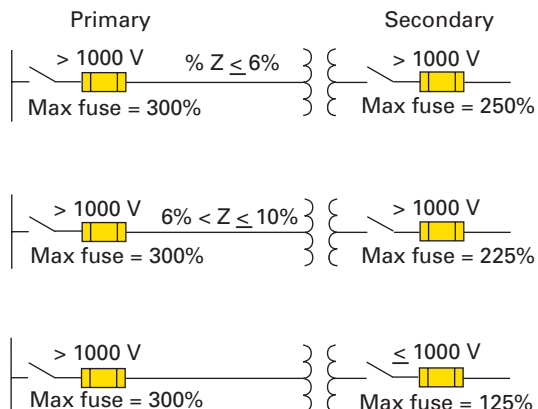 Primary Secondary
> 1000 V % Z ≤ 6% > 1000 V
Max fuse = 300% Max fuse = 250%
> 1000 V 6% < Z ≤ 10% > 1000 V
Max fuse = 300% Max fuse = 225%
> 1000 V ≤ 1000 V
Max fuse = 300% Max fuse = 125%